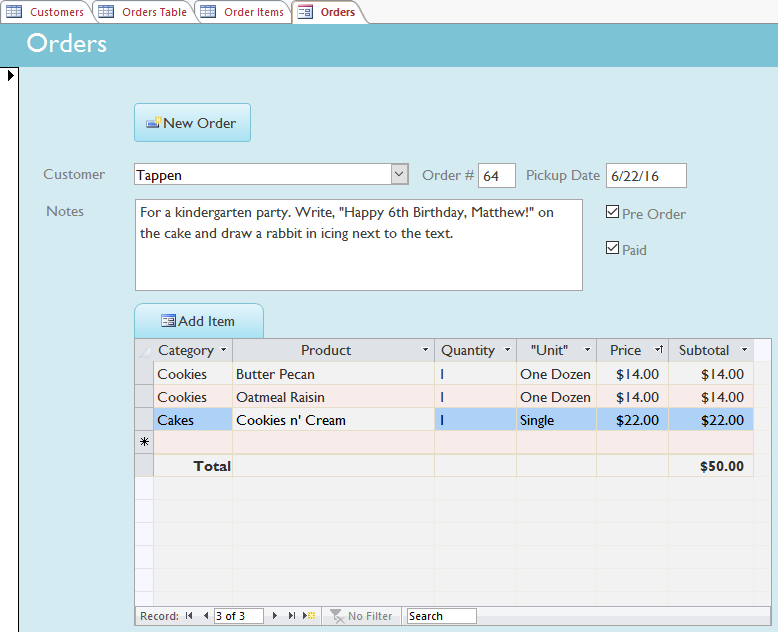 Customers Orders Table Order Items Orders
Orders
New Order
Customer Tappen Order # 64 Pickup Date 6/22/16
Notes For a kindergarten party. Write, "Happy 6th Birthday, Matthew!" on
the cake and draw a rabbit in icing next to the text.
Pre Order
Paid
Add Item
Category Product Quantity "Unit" Price Subtotal
Cookies Butter Pecan 1 One Dozen $14.00 $14.00
Cookies Oatmeal Raisin 1 One Dozen $14.00 $14.00
Cakes Cookies n' Cream 1 Single $22.00 $22.00
Total $50.00
Record: 3 of 3 No Filter Search